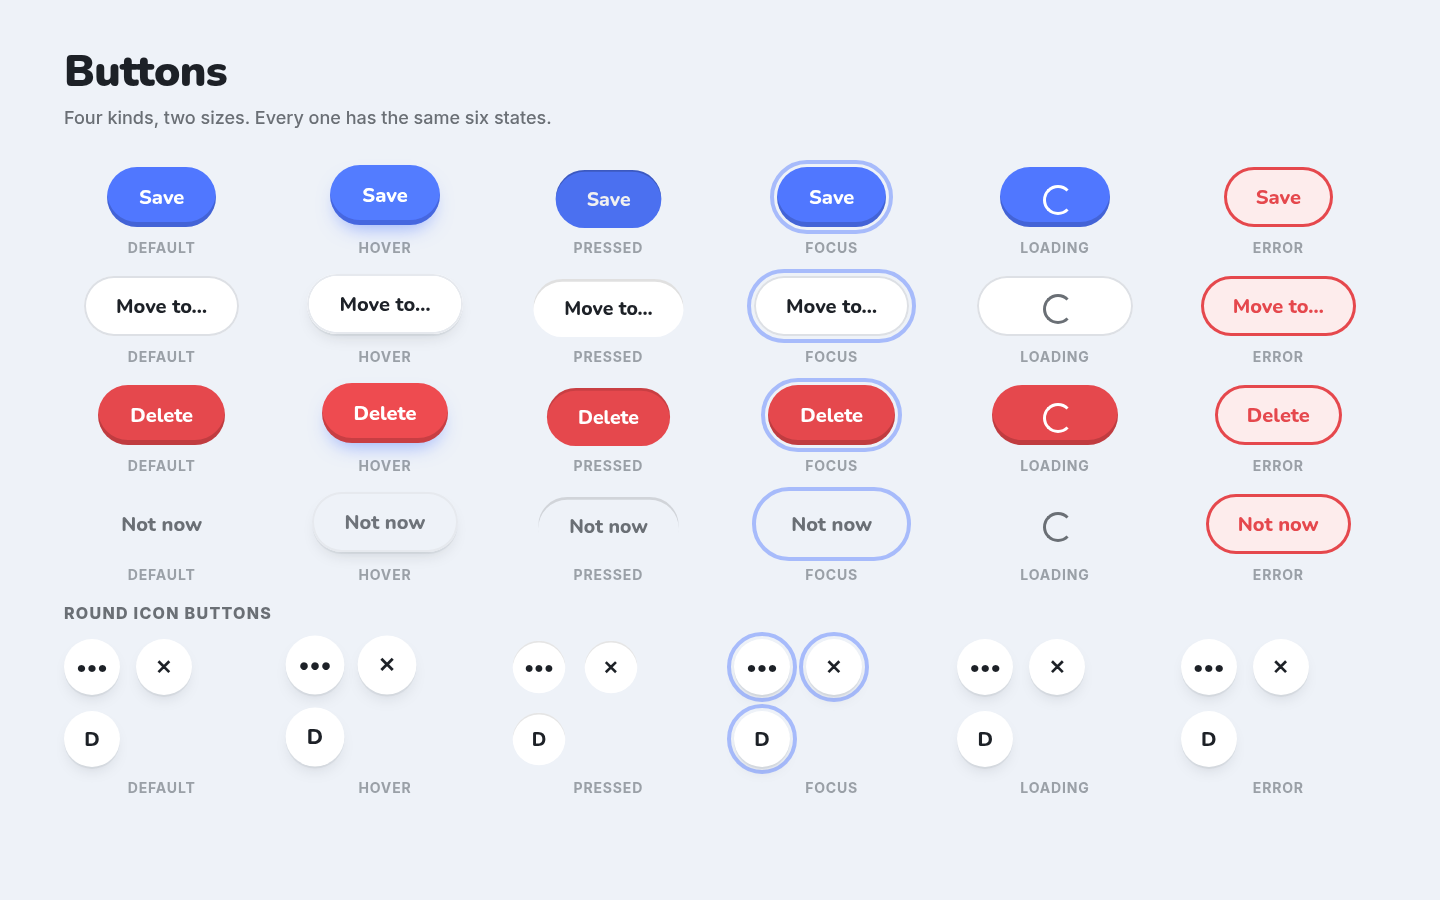 Buttons
Four kinds, two sizes. Every one has the same six states.
Save Save Save Save Save
DEFAULT HOVER PRESSED FOCUS LOADING ERROR
Move to... Move to... Move to... Move to... Move to...
DEFAULT HOVER PRESSED FOCUS LOADING ERROR
Delete Delete Delete Delete Delete
DEFAULT HOVER PRESSED FOCUS LOADING ERROR
Not now Not now Not now Not now Not now
DEFAULT HOVER PRESSED FOCUS LOADING ERROR
ROUND ICON BUTTONS
••• ✕ ••• ✕ ••• ✕ ••• ✕ ••• ✕ ••• ✕
D D D D D D
DEFAULT HOVER PRESSED FOCUS LOADING ERROR